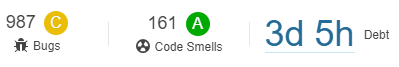 987 C
Bugs
161 A
Code Smells
3d 5h Debt